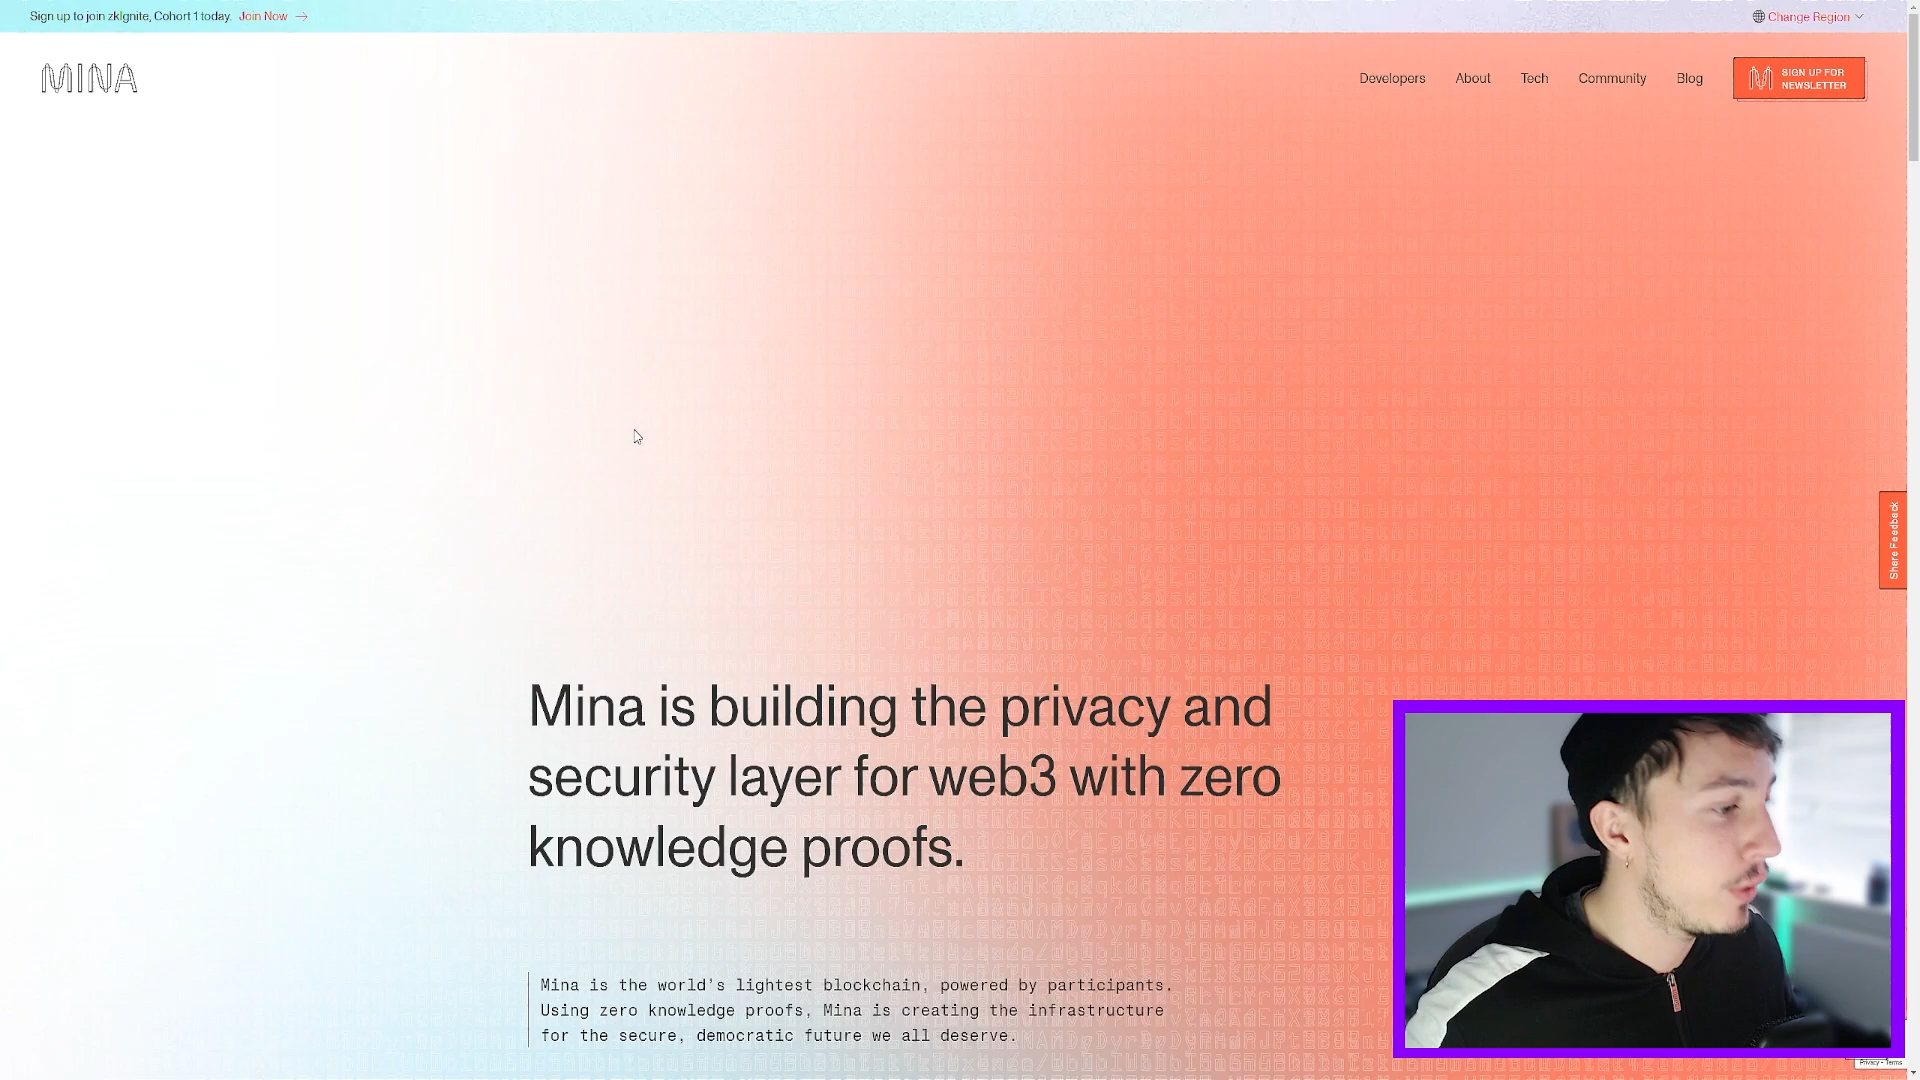 Sign up to join zkIgnite, Cohort 1 today. Join Now
Change Region
MINA
Developers
About
Tech
Community
Blog
SIGN UP FOR
NEWSLETTER
Share Feedback
Mina is building the privacy and
security layer for web3 with zero
knowledge proofs.
Mina is the world's lightest blockchain, powered by participants.
Using zero knowledge proofs, Mina is creating the infrastructure
for the secure, democratic future we all deserve.
Privacy - Terms